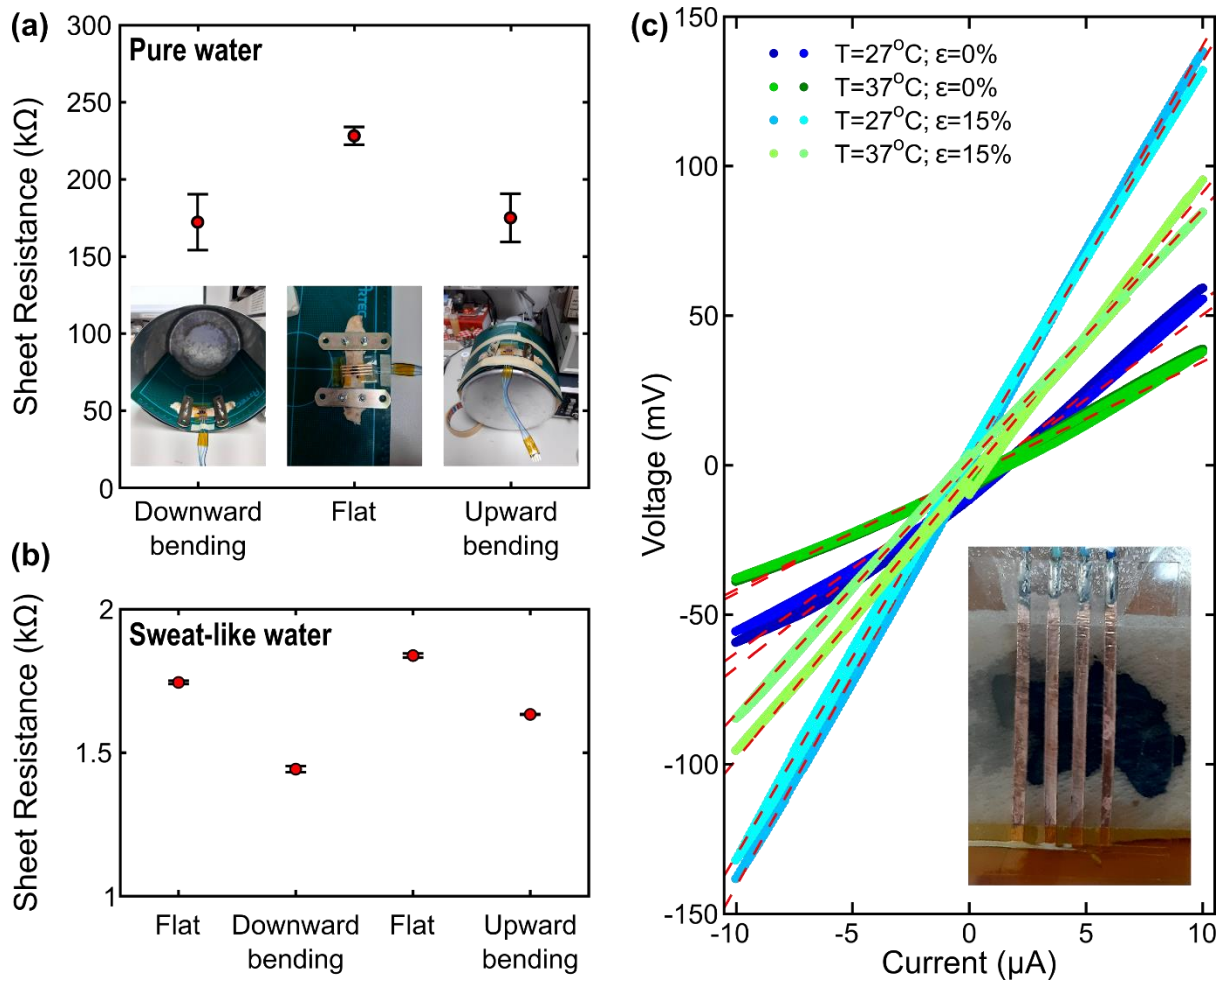 (a)
300
Pure water
250
200
150
100
50
0
Sheet Resistance (kΩ)
Downward bending
Flat
Upward bending
(b)
2
Sweat-like water
1.5
1
Sheet Resistance (kΩ)
Flat
Downward bending
Flat
Upward bending
(c)
150
T=27°C; ε=0%
T=37°C; ε=0%
T=27°C; ε=15%
T=37°C; ε=15%
100
50
0
-50
-100
-150
Voltage (mV)
-10
-5
0
5
10
Current (µA)